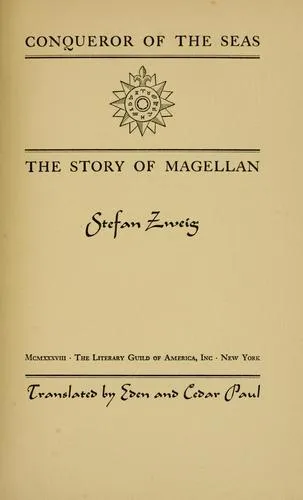 CONQUEROR OF THE SEAS
THE STORY OF MAGELLAN
Stefan Zweig
MCMXXXVIII · THE LITERARY GUILD OF AMERICA, INC · NEW YORK
Translated by Eden and Cedar Paul